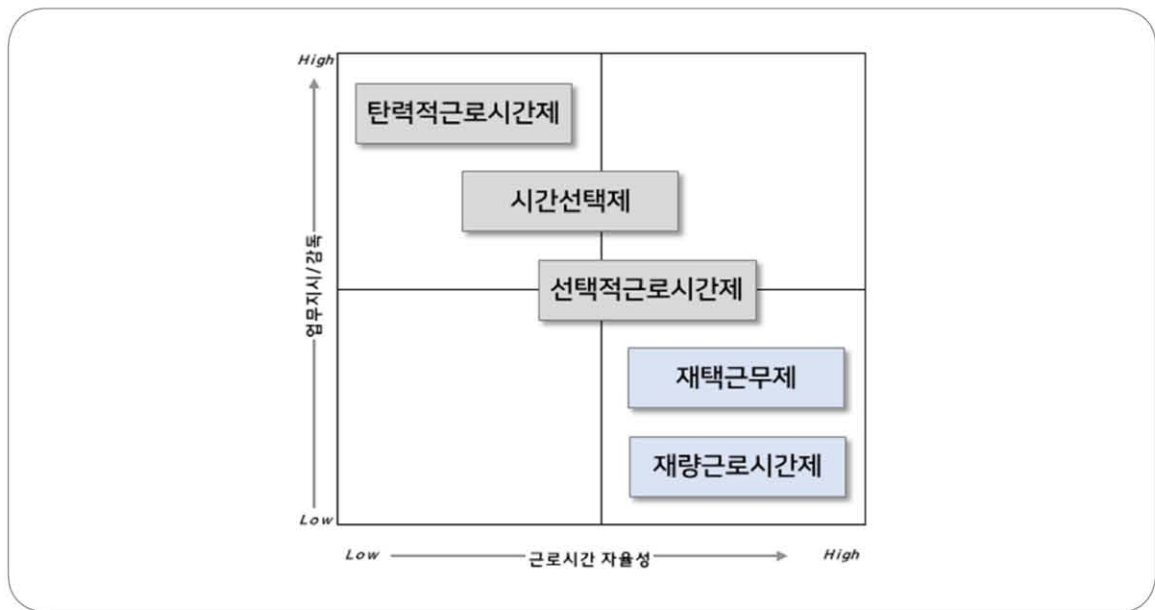 High
탄력적근로시간제
시간선택제
선택적근로시간제
재택근무제
재량근로시간제
업무지시/감독
Low
Low
근로시간 자율성
High